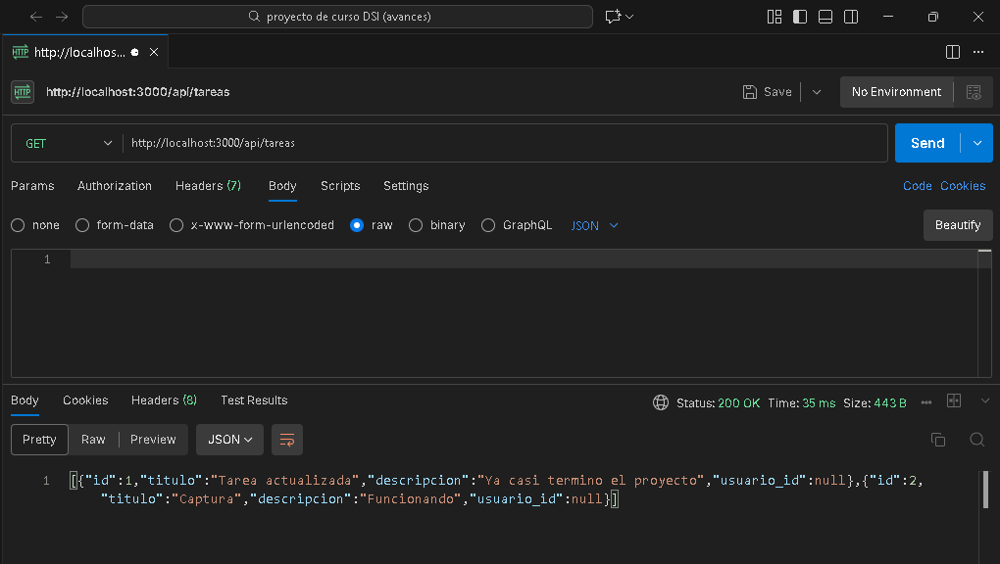 proyecto de curso DSI (avances)
HTTP http://localhos...
HTTP http://localhost:3000/api/tareas Save No Environment
GET http://localhost:3000/api/tareas Send
Params Authorization Headers (7) Body Scripts Settings Code Cookies
none form-data x-www-form-urlencoded raw binary GraphQL JSON Beautify
1
Body Cookies Headers (8) Test Results Status: 200 OK Time: 35 ms Size: 443 B
Pretty Raw Preview JSON
1 [{"id":1,"titulo":"Tarea actualizada","descripcion":"Ya casi termino el proyecto","usuario_id":null},{"id":2,
"titulo":"Captura","descripcion":"Funcionando","usuario_id":null}]